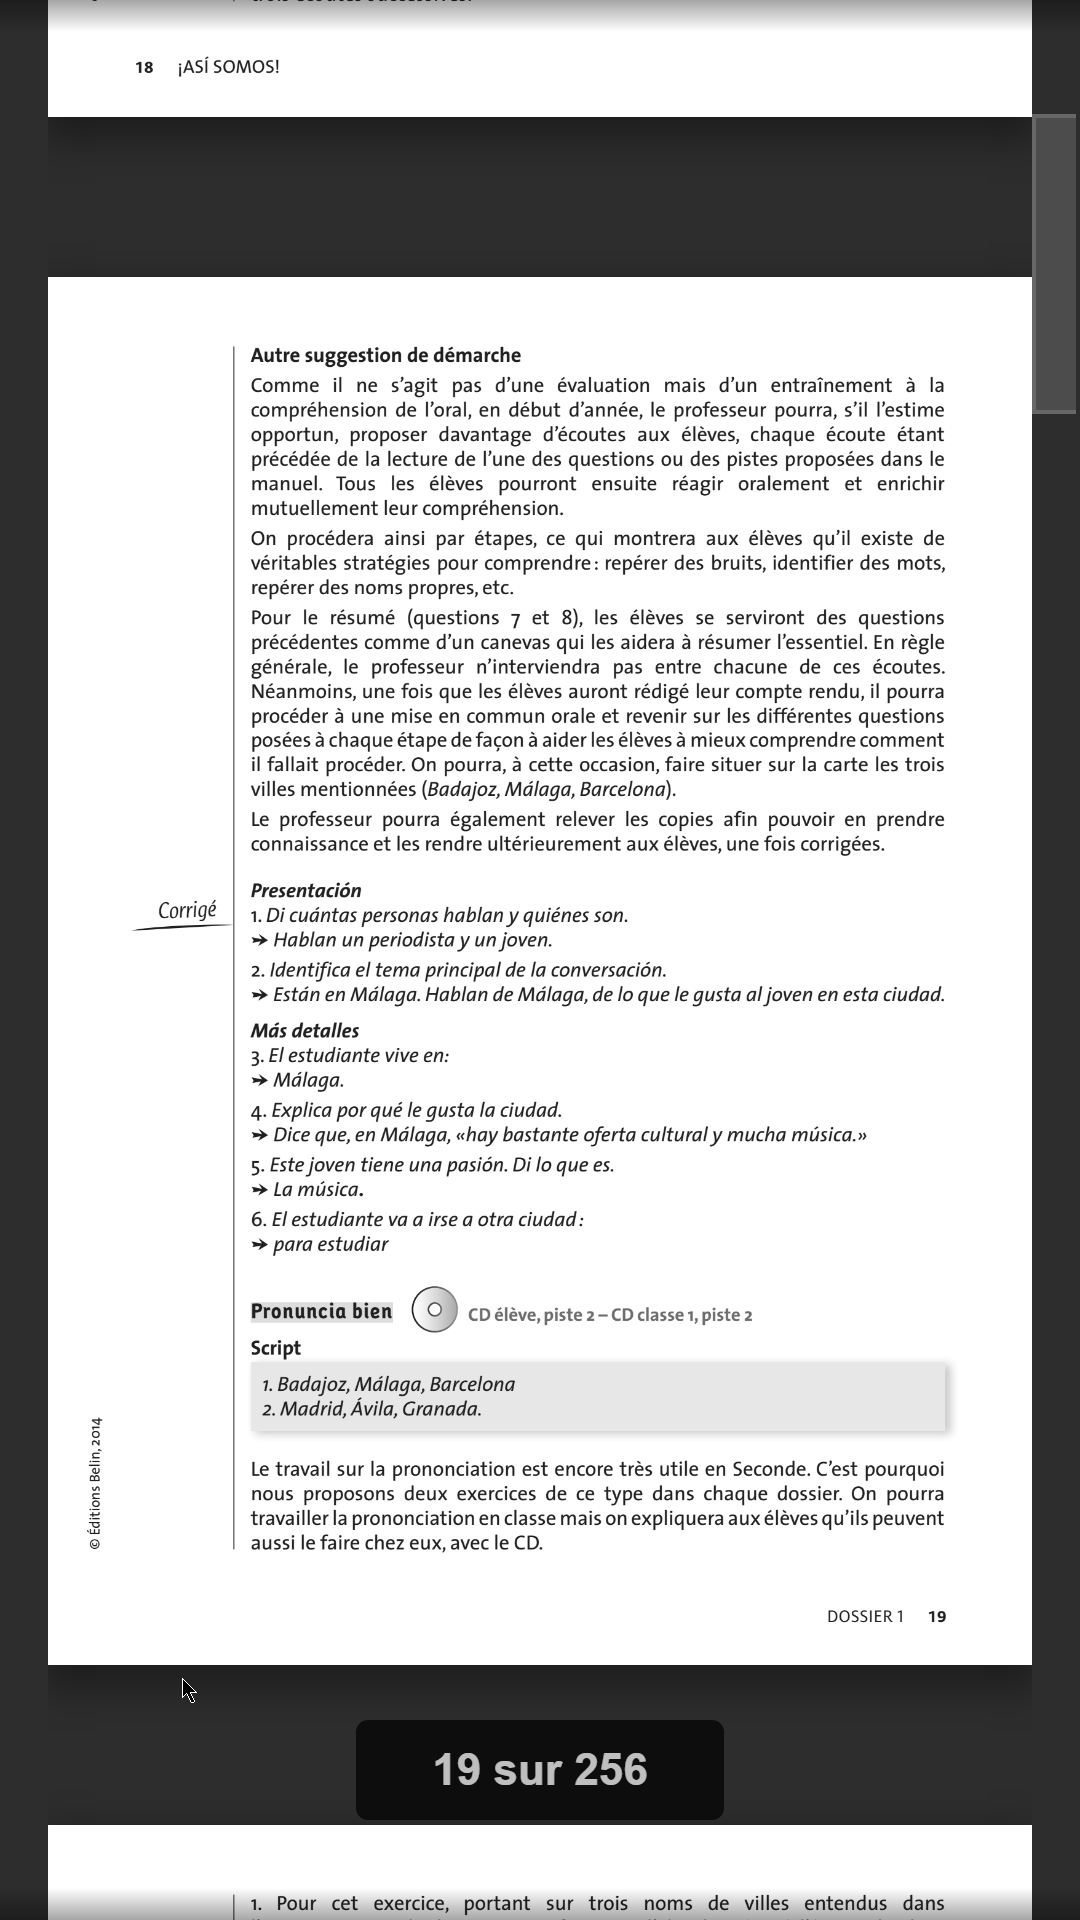 18 ¡ASÍ SOMOS!
Autre suggestion de démarche
Comme il ne s’agit pas d’une évaluation mais d’un entraînement à la
compréhension de l’oral, en début d’année, le professeur pourra, s’il l’estime
opportun, proposer davantage d’écoutes aux élèves, chaque écoute étant
précédée de la lecture de l’une des questions ou des pistes proposées dans le
manuel. Tous les élèves pourront ensuite réagir oralement et enrichir
mutuellement leur compréhension.
On procédera ainsi par étapes, ce qui montrera aux élèves qu’il existe de
véritables stratégies pour comprendre : repérer des bruits, identifier des mots,
repérer des noms propres, etc.
Pour le résumé (questions 7 et 8), les élèves se serviront des questions
précédentes comme d’un canevas qui les aidera à résumer l’essentiel. En règle
générale, le professeur n’interviendra pas entre chacune de ces écoutes.
Néanmoins, une fois que les élèves auront rédigé leur compte rendu, il pourra
procéder à une mise en commun orale et revenir sur les différentes questions
posées à chaque étape de façon à aider les élèves à mieux comprendre comment
il fallait procéder. On pourra, à cette occasion, faire situer sur la carte les trois
villes mentionnées (Badajoz, Málaga, Barcelona).
Le professeur pourra également relever les copies afin pouvoir en prendre
connaissance et les rendre ultérieurement aux élèves, une fois corrigées.
Corrigé
Presentación
1. Di cuántas personas hablan y quiénes son.
➳ Hablan un periodista y un joven.
2. Identifica el tema principal de la conversación.
➳ Están en Málaga. Hablan de Málaga, de lo que le gusta al joven en esta ciudad.
Más detalles
3. El estudiante vive en:
➳ Málaga.
4. Explica por qué le gusta la ciudad.
➳ Dice que, en Málaga, «hay bastante oferta cultural y mucha música.»
5. Este joven tiene una pasión. Di lo que es.
➳ La música.
6. El estudiante va a irse a otra ciudad :
➳ para estudiar
Pronuncia bien CD élève, piste 2 – CD classe 1, piste 2
Script
1. Badajoz, Málaga, Barcelona
2. Madrid, Ávila, Granada.
Le travail sur la prononciation est encore très utile en Seconde. C’est pourquoi
nous proposons deux exercices de ce type dans chaque dossier. On pourra
travailler la prononciation en classe mais on expliquera aux élèves qu’ils peuvent
aussi le faire chez eux, avec le CD.
© Éditions Belin, 2014
DOSSIER 1 19
19 sur 256
1. Pour cet exercice, portant sur trois noms de villes entendus dans